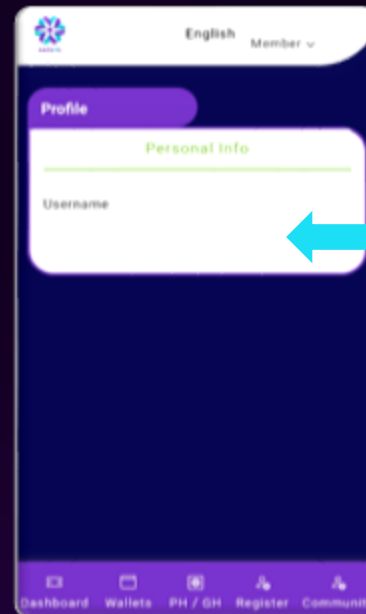 English
Member
Profile
Personal Info
Username
Dashboard Wallets PH / GH Register Communit